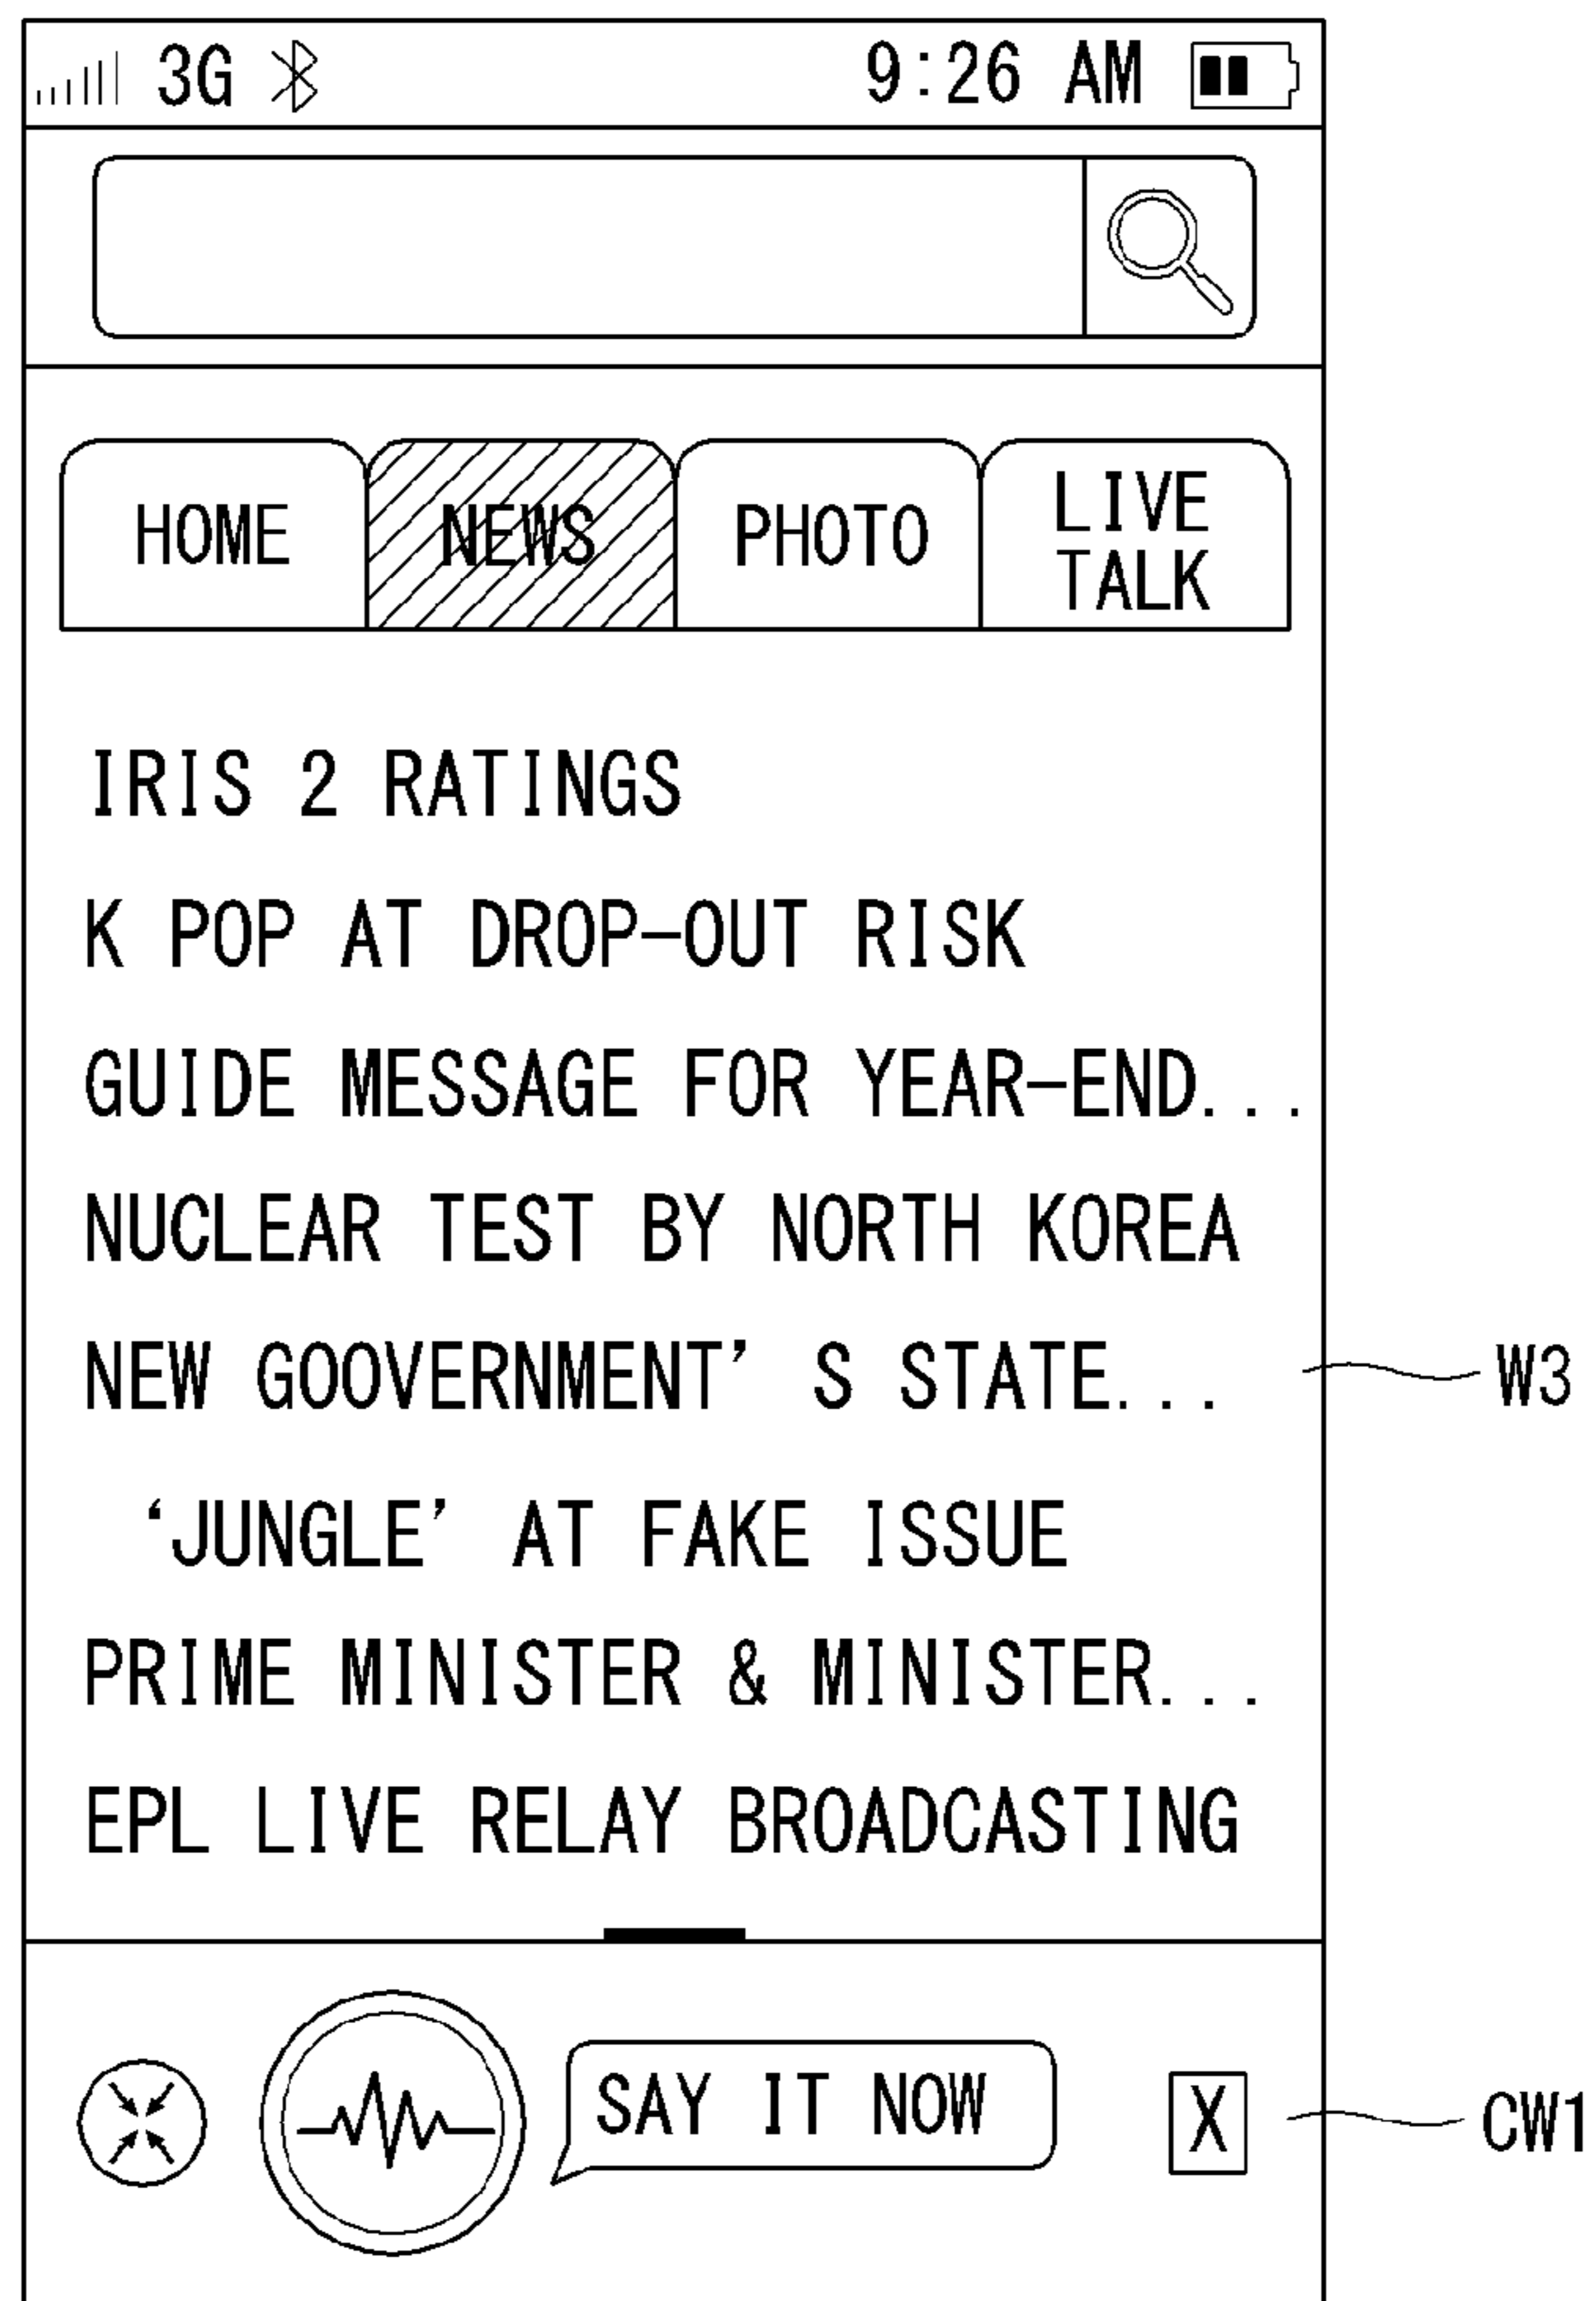 3G 9:26 AM
HOME NEWS PHOTO LIVE TALK
IRIS 2 RATINGS
K POP AT DROP-OUT RISK
GUIDE MESSAGE FOR YEAR-END...
NUCLEAR TEST BY NORTH KOREA
NEW GOOVERNMENT' S STATE...
W3
‘JUNGLE’ AT FAKE ISSUE
PRIME MINISTER & MINISTER...
EPL LIVE RELAY BROADCASTING
SAY IT NOW
X
CW1